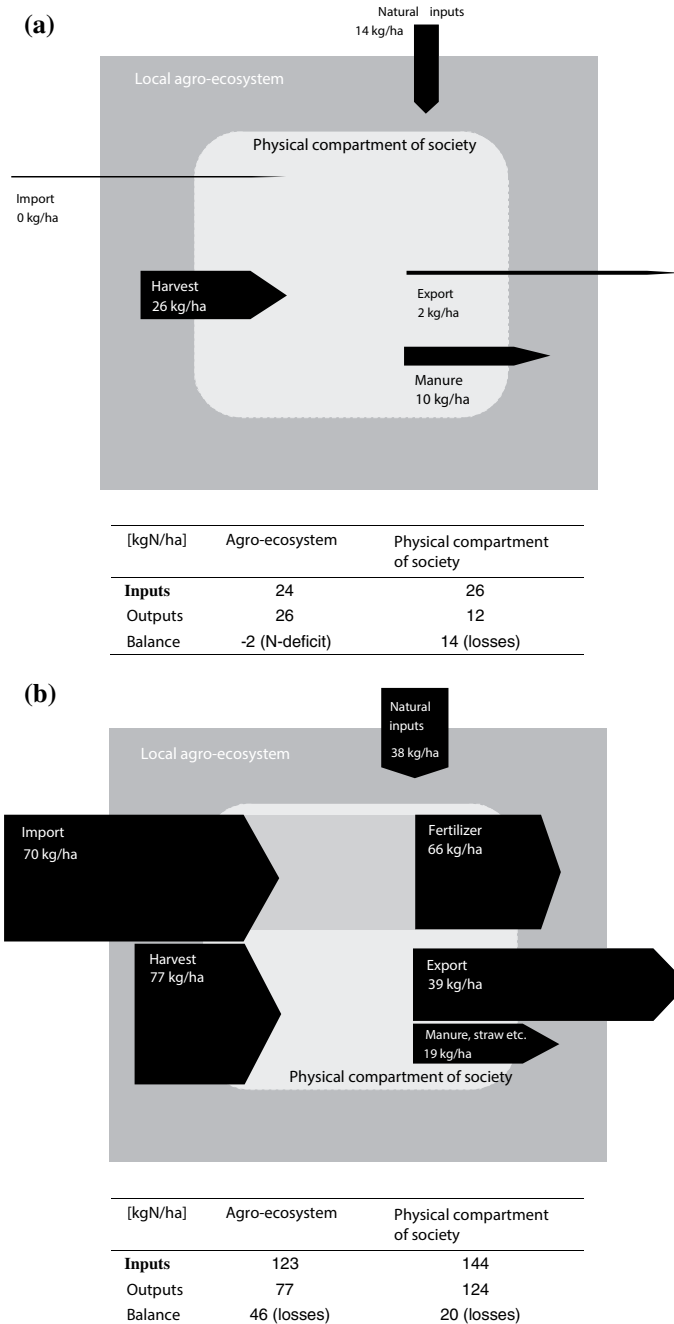 (a)
Natural inputs
14 kg/ha
Local agro-ecosystem
Physical compartment of society
Import
0 kg/ha
Harvest
26 kg/ha
Export
2 kg/ha
Manure
10 kg/ha
[kgN/ha] Agro-ecosystem Physical compartment
of society
Inputs 24 26
Outputs 26 12
Balance -2 (N-deficit) 14 (losses)
(b)
Natural
inputs
38 kg/ha
Local agro-ecosystem
Import
70 kg/ha
Fertilizer
66 kg/ha
Harvest
77 kg/ha
Export
39 kg/ha
Manure, straw etc.
19 kg/ha
Physical compartment of society
[kgN/ha] Agro-ecosystem Physical compartment
of society
Inputs 123 144
Outputs 77 124
Balance 46 (losses) 20 (losses)